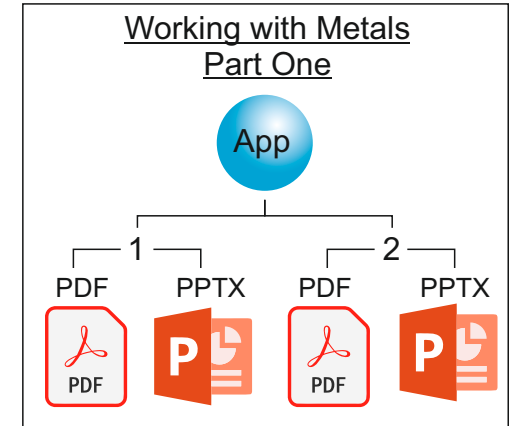 Working with Metals
Part One
App
1 2
PDF PPTX PDF PPTX
PDF P PDF P